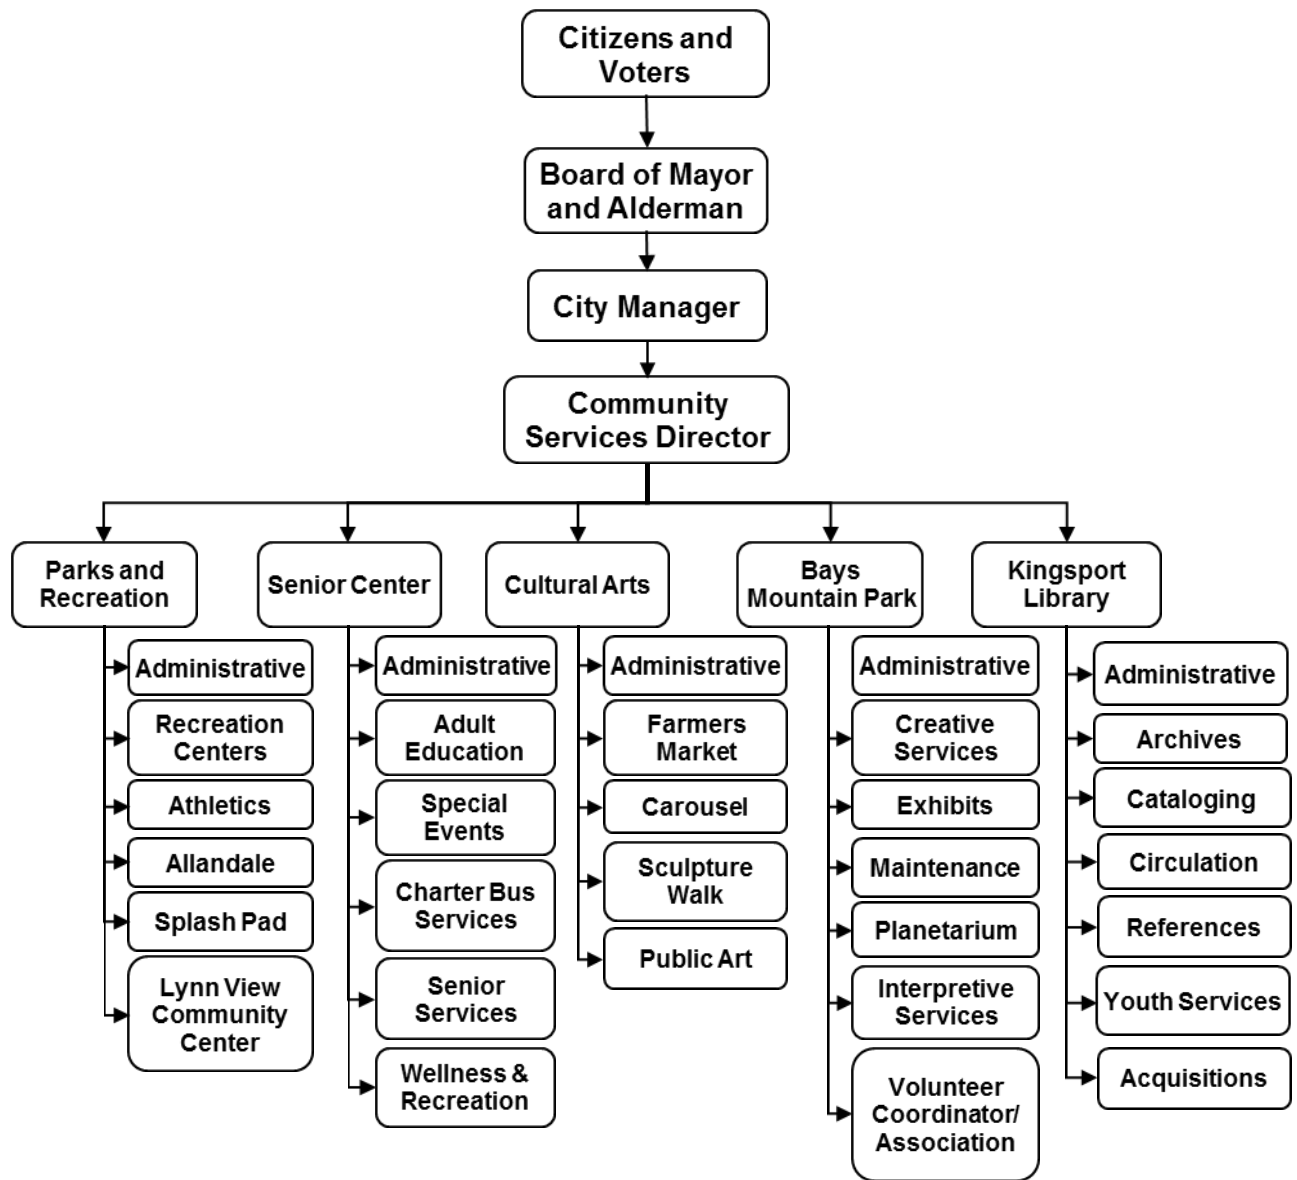 Citizens and
Voters
Board of Mayor
and Alderman
City Manager
Community
Services Director
Parks and
Recreation
Administrative
Recreation
Centers
Athletics
Allandale
Splash Pad
Lynn View
Community
Center
Senior Center
Administrative
Adult
Education
Special
Events
Charter Bus
Services
Senior
Services
Wellness &
Recreation
Cultural Arts
Administrative
Farmers
Market
Carousel
Sculpture
Walk
Public Art
Bays
Mountain Park
Administrative
Creative
Services
Exhibits
Maintenance
Planetarium
Interpretive
Services
Volunteer
Coordinator/
Association
Kingsport
Library
Administrative
Archives
Cataloging
Circulation
References
Youth Services
Acquisitions